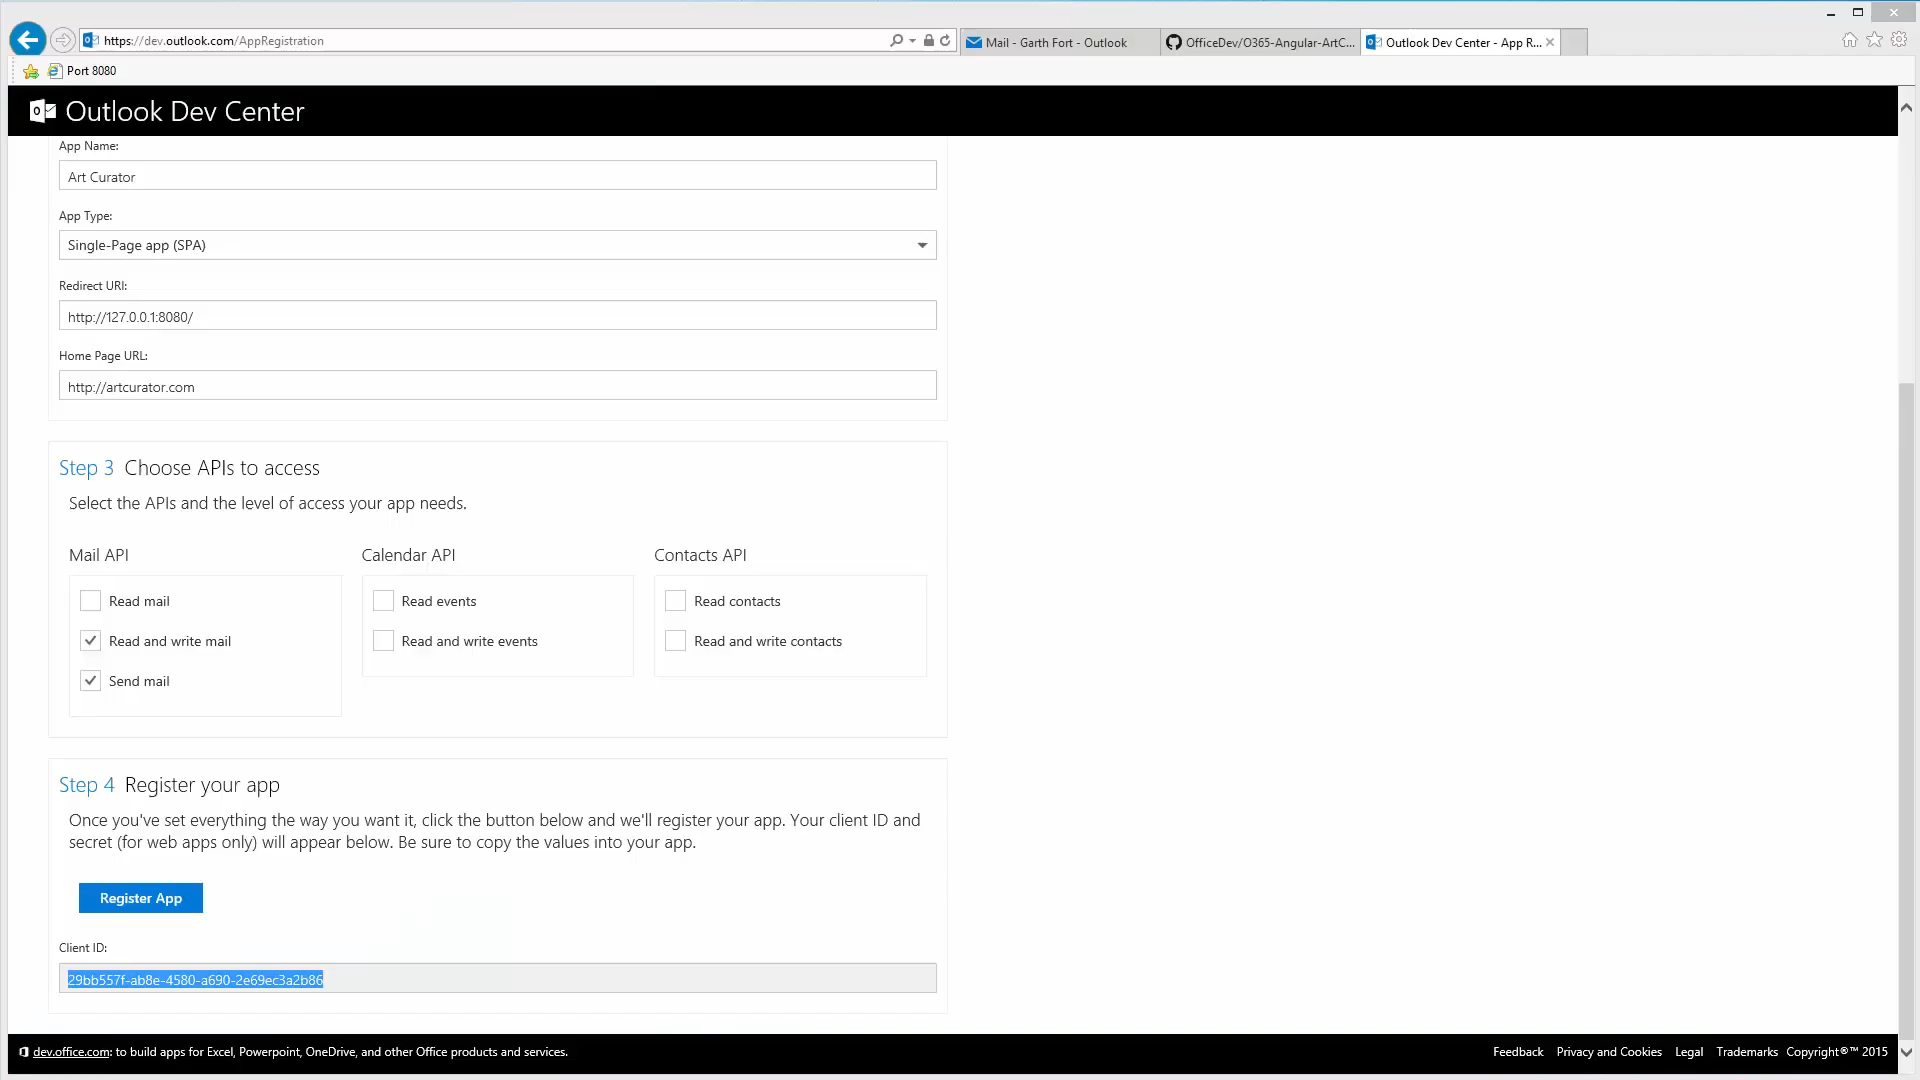 https://dev.outlook.com/AppRegistration
Mail - Garth Fort - Outlook
OfficeDev/O365-Angular-ArtC...
Outlook Dev Center - App R...
Port 8080
Outlook Dev Center
App Name:
Art Curator
App Type:
Single-Page app (SPA)
Redirect URI:
http://127.0.0.1:8080/
Home Page URL:
http://artcurator.com
Step 3 Choose APIs to access
Select the APIs and the level of access your app needs.
Mail API
Calendar API
Contacts API
Read mail
Read events
Read contacts
Read and write mail
Read and write events
Read and write contacts
Send mail
Step 4 Register your app
Once you've set everything the way you want it, click the button below and we'll register your app. Your client ID and
secret (for web apps only) will appear below. Be sure to copy the values into your app.
Register App
Client ID:
29bb557f-ab8e-4580-a690-2e69ec3a2b86
dev.office.com: to build apps for Excel, Powerpoint, OneDrive, and other Office products and services.
Feedback Privacy and Cookies Legal Trademarks Copyright®™ 2015